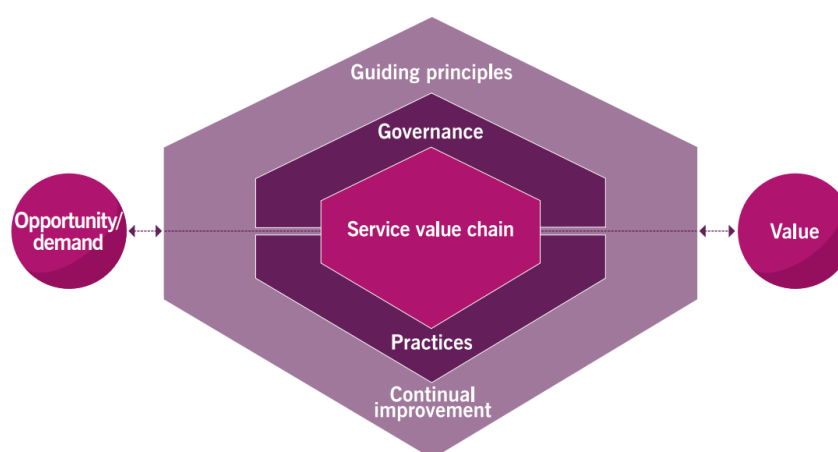 Guiding principles
Governance
Opportunity/
demand
Service value chain
Value
Practices
Continual
improvement